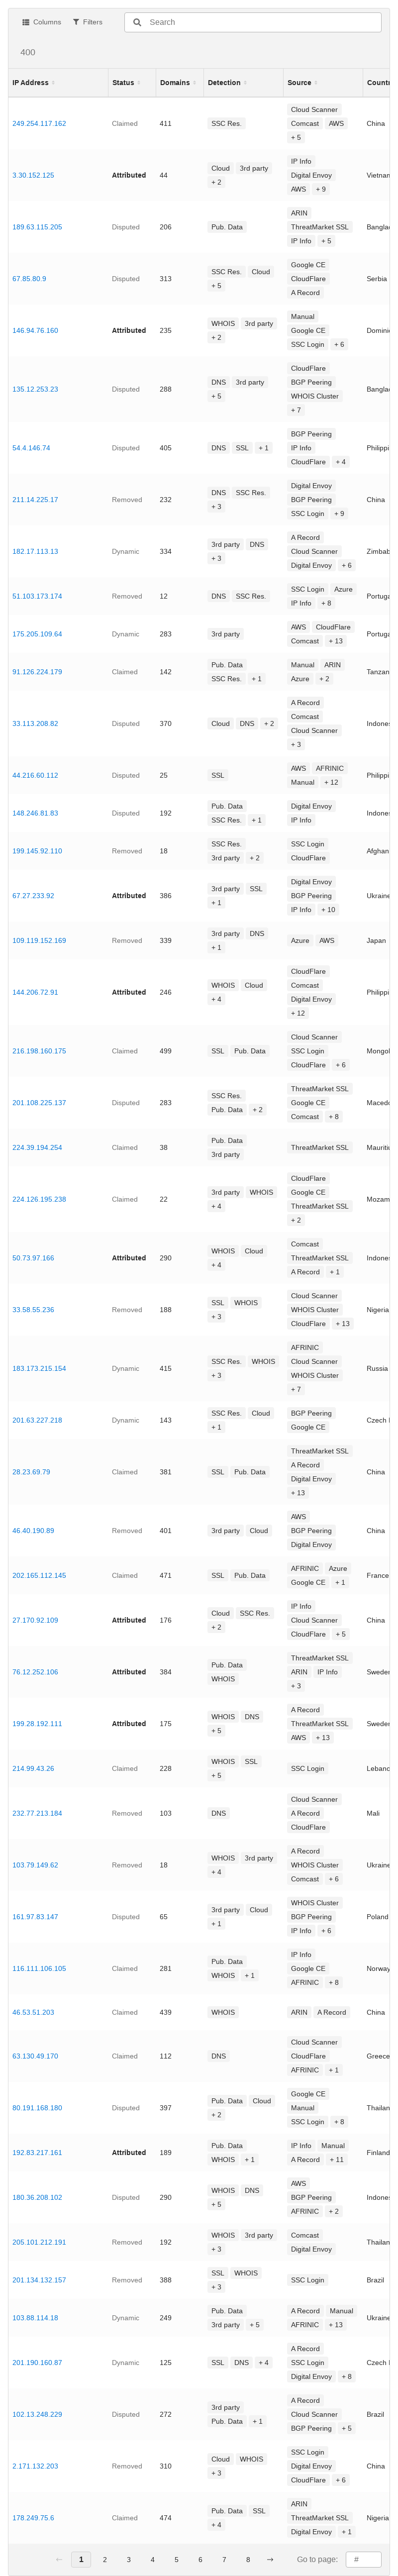 Columns Filters Search
400
IP Address Status Domains Detection Source
249.254.117.162 Claimed 411 SSC Res. Cloud Scanner Comcast AWS + 5 China
3.30.152.125 Attributed 44 Cloud 3rd party + 2 IP Info Digital Envoy AWS + 9 Vietnam
189.63.115.205 Disputed 206 Pub. Data ARIN ThreatMarket SSL IP Info + 5
67.85.80.9 Disputed 313 SSC Res. Cloud + 5 Google CE CloudFlare A Record Serbia
146.94.76.160 Attributed 235 WHOIS 3rd party + 2 Manual Google CE SSC Login + 6
135.12.253.23 Disputed 288 DNS 3rd party + 5 CloudFlare BGP Peering WHOIS Cluster + 7
54.4.146.74 Disputed 405 DNS SSL + 1 BGP Peering IP Info CloudFlare + 4
211.14.225.17 Removed 232 DNS SSC Res. + 3 Digital Envoy BGP Peering SSC Login + 9 China
182.17.113.13 Dynamic 334 3rd party DNS + 3 A Record Cloud Scanner Digital Envoy + 6
51.103.173.174 Removed 12 DNS SSC Res. SSC Login Azure IP Info + 8
175.205.109.64 Dynamic 283 3rd party AWS CloudFlare Comcast + 13
91.126.224.179 Claimed 142 Pub. Data SSC Res. + 1 Manual ARIN Azure + 2
33.113.208.82 Disputed 370 Cloud DNS + 2 A Record Comcast Cloud Scanner + 3
44.216.60.112 Disputed 25 SSL AWS AFRINIC Manual + 12
148.246.81.83 Disputed 192 Pub. Data SSC Res. + 1 Digital Envoy IP Info
199.145.92.110 Removed 18 SSC Res. 3rd party + 2 SSC Login CloudFlare
67.27.233.92 Attributed 386 3rd party SSL + 1 Digital Envoy BGP Peering IP Info + 10 Ukraine
109.119.152.169 Removed 339 3rd party DNS + 1 Azure AWS Japan
144.206.72.91 Attributed 246 WHOIS Cloud + 4 CloudFlare Comcast Digital Envoy + 12
216.198.160.175 Claimed 499 SSL Pub. Data Cloud Scanner SSC Login CloudFlare + 6
201.108.225.137 Disputed 283 SSC Res. Pub. Data + 2 ThreatMarket SSL Google CE Comcast + 8
224.39.194.254 Claimed 38 Pub. Data 3rd party ThreatMarket SSL
224.126.195.238 Claimed 22 3rd party WHOIS + 4 CloudFlare Google CE ThreatMarket SSL + 2
50.73.97.166 Attributed 290 WHOIS Cloud + 4 Comcast ThreatMarket SSL A Record + 1
33.58.55.236 Removed 188 SSL WHOIS + 3 Cloud Scanner WHOIS Cluster CloudFlare + 13 Nigeria
183.173.215.154 Dynamic 415 SSC Res. WHOIS + 3 AFRINIC Cloud Scanner WHOIS Cluster + 7 Russia
201.63.227.218 Dynamic 143 SSC Res. Cloud + 1 BGP Peering Google CE Czech
28.23.69.79 Claimed 381 SSL Pub. Data ThreatMarket SSL A Record Digital Envoy + 13 China
46.40.190.89 Removed 401 3rd party Cloud AWS BGP Peering Digital Envoy China
202.165.112.145 Claimed 471 SSL Pub. Data AFRINIC Azure Google CE + 1 France
27.170.92.109 Attributed 176 Cloud SSC Res. + 2 IP Info Cloud Scanner CloudFlare + 5 China
76.12.252.106 Attributed 384 Pub. Data WHOIS ThreatMarket SSL ARIN IP Info + 3 Sweden
199.28.192.111 Attributed 175 WHOIS DNS + 5 A Record ThreatMarket SSL AWS + 13 Sweden
214.99.43.26 Claimed 228 WHOIS SSL + 5 SSC Login
232.77.213.184 Removed 103 DNS Cloud Scanner A Record CloudFlare Mali
103.79.149.62 Removed 18 WHOIS 3rd party + 4 A Record WHOIS Cluster Comcast + 6 Ukraine
161.97.83.147 Disputed 65 3rd party Cloud + 1 WHOIS Cluster BGP Peering IP Info + 6 Poland
116.111.106.105 Claimed 281 Pub. Data WHOIS + 1 IP Info Google CE AFRINIC + 8 Norway
46.53.51.203 Claimed 439 WHOIS ARIN A Record China
63.130.49.170 Claimed 112 DNS Cloud Scanner CloudFlare AFRINIC + 1 Greece
80.191.168.180 Disputed 397 Pub. Data Cloud + 2 Google CE Manual SSC Login + 8
192.83.217.161 Attributed 189 Pub. Data WHOIS + 1 IP Info Manual A Record + 11 Finland
180.36.208.102 Disputed 290 WHOIS DNS + 5 AWS BGP Peering AFRINIC + 2
205.101.212.191 Removed 192 WHOIS 3rd party + 3 Comcast Digital Envoy
201.134.132.157 Removed 388 SSL WHOIS + 3 SSC Login Brazil
103.88.114.18 Dynamic 249 Pub. Data 3rd party + 5 A Record Manual AFRINIC + 13 Ukraine
201.190.160.87 Dynamic 125 SSL DNS + 4 A Record SSC Login Digital Envoy + 8 Czech
102.13.248.229 Disputed 272 3rd party Pub. Data + 1 A Record Cloud Scanner BGP Peering + 5 Brazil
2.171.132.203 Removed 310 Cloud WHOIS + 3 SSC Login Digital Envoy CloudFlare + 6 China
178.249.75.6 Claimed 474 Pub. Data SSL + 4 ARIN ThreatMarket SSL Digital Envoy + 1 Nigeria
← 1 2 3 4 5 6 7 8 → Go to page: #